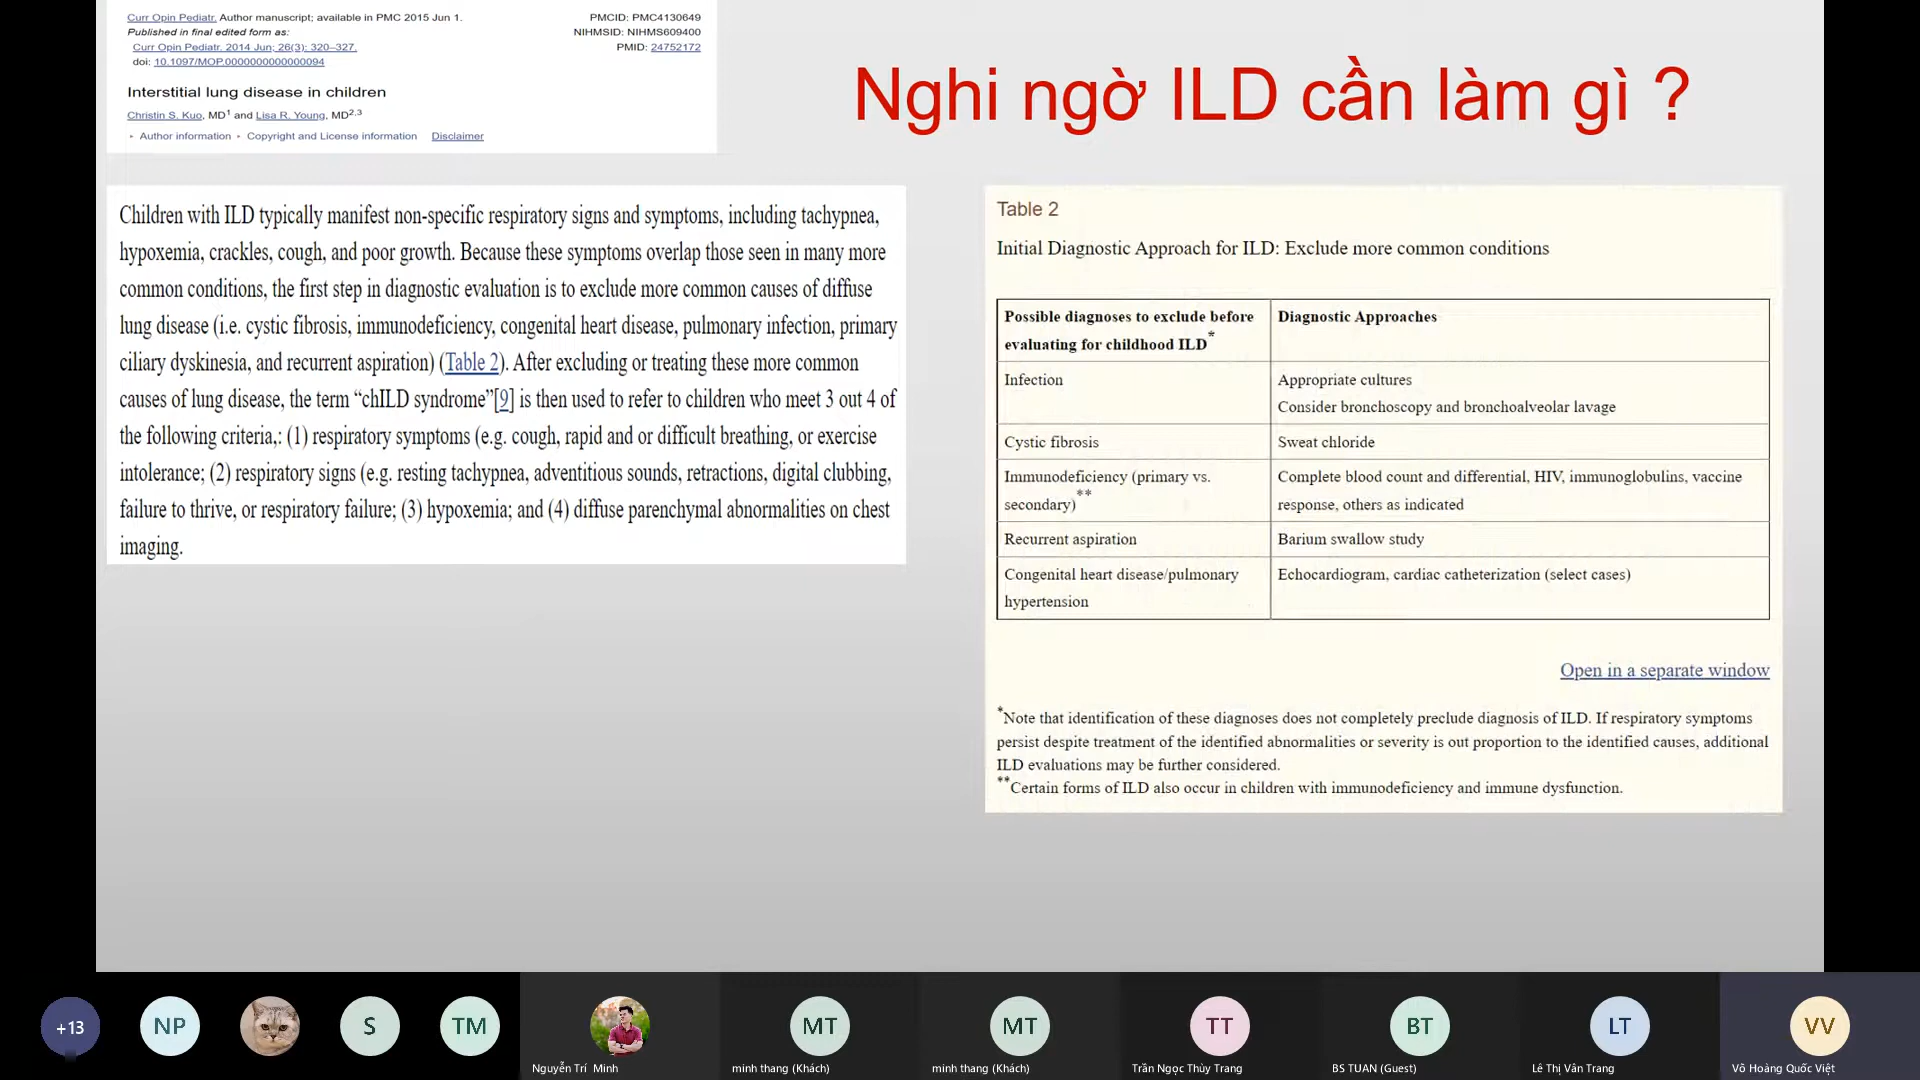 Curr Opin Pediatr. Author manuscript; available in PMC 2015 Jun 1.
Published in final edited form as:
Curr Opin Pediatr. 2014 Jun; 26(3): 320–327.
doi: 10.1097/MOP.0000000000000094
PMCID: PMC4130649
NIHMSID: NIHMS609400
PMID: 24752172
Interstitial lung disease in children
Christin S. Kuo, MD1 and Lisa R. Young, MD2,3
Author information Copyright and License information Disclaimer
Nghi ngờ ILD cần làm gì ?
Children with ILD typically manifest non-specific respiratory signs and symptoms, including tachypnea,
hypoxemia, crackles, cough, and poor growth. Because these symptoms overlap those seen in many more
common conditions, the first step in diagnostic evaluation is to exclude more common causes of diffuse
lung disease (i.e. cystic fibrosis, immunodeficiency, congenital heart disease, pulmonary infection, primary
ciliary dyskinesia, and recurrent aspiration) (Table 2). After excluding or treating these more common
causes of lung disease, the term “chILD syndrome”[9] is then used to refer to children who meet 3 out 4 of
the following criteria,: (1) respiratory symptoms (e.g. cough, rapid and or difficult breathing, or exercise
intolerance; (2) respiratory signs (e.g. resting tachypnea, adventitious sounds, retractions, digital clubbing,
failure to thrive, or respiratory failure; (3) hypoxemia; and (4) diffuse parenchymal abnormalities on chest
imaging.
Table 2
Initial Diagnostic Approach for ILD: Exclude more common conditions
Possible diagnoses to exclude before
evaluating for childhood ILD*
Diagnostic Approaches
Infection
Appropriate cultures
Consider bronchoscopy and bronchoalveolar lavage
Cystic fibrosis
Sweat chloride
Immunodeficiency (primary vs.
secondary)**
Complete blood count and differential, HIV, immunoglobulins, vaccine
response, others as indicated
Recurrent aspiration
Barium swallow study
Congenital heart disease/pulmonary
hypertension
Echocardiogram, cardiac catheterization (select cases)
Open in a separate window
*Note that identification of these diagnoses does not completely preclude diagnosis of ILD. If respiratory symptoms
persist despite treatment of the identified abnormalities or severity is out proportion to the identified causes, additional
ILD evaluations may be further considered.
**Certain forms of ILD also occur in children with immunodeficiency and immune dysfunction.
+13
NP
S
TM
MT
MT
TT
BT
LT
VV
Nguyễn Trí Minh
minh thang (Khách)
minh thang (Khách)
Trần Ngọc Thùy Trang
BS TUAN (Guest)
Lê Thị Vân Trang
Võ Hoàng Quốc Việt